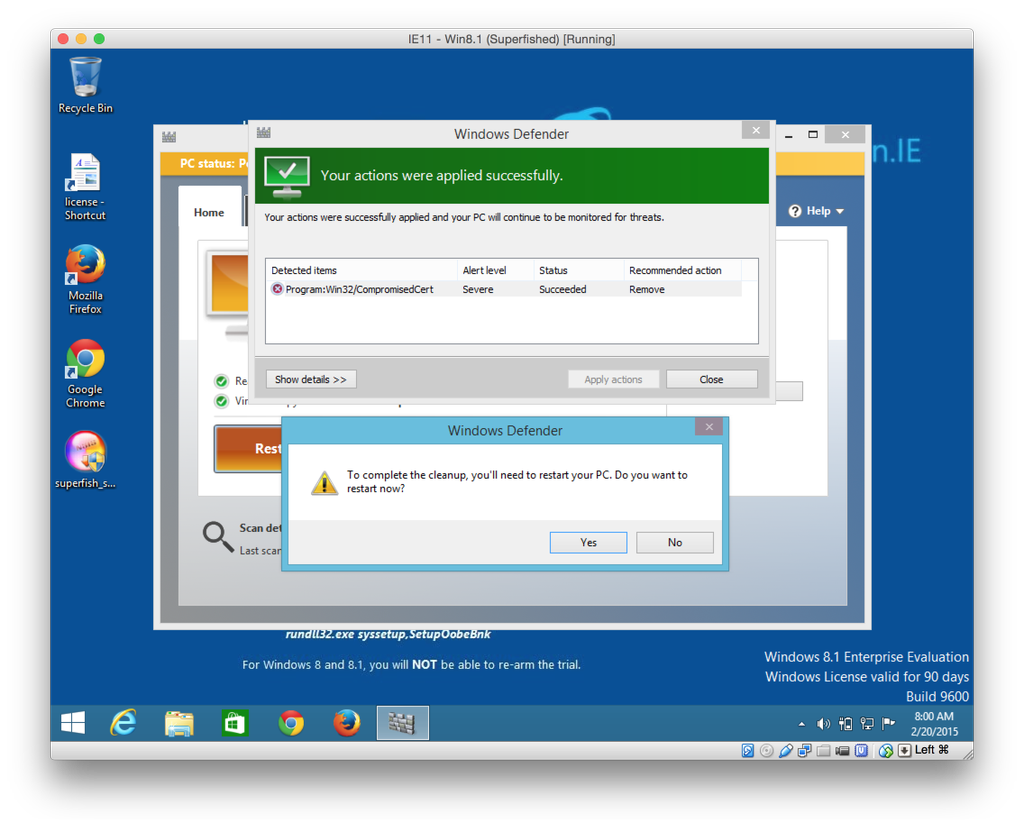 IE11 - Win8.1 (Superfished) [Running]
Recycle Bin
license -
Shortcut
Mozilla
Firefox
Google
Chrome
superfish_s...
n.IE
PC status:
Home
Help
Windows Defender
Your actions were applied successfully.
Your actions were successfully applied and your PC will continue to be monitored for threats.
Detected items Alert level Status Recommended action
Program:Win32/CompromisedCert Severe Succeeded Remove
Show details >> Apply actions Close
Windows Defender
To complete the cleanup, you'll need to restart your PC. Do you want to
restart now?
Yes No
Scan
Last
rundll32.exe syssetup,SetupOobeBnk
For Windows 8 and 8.1, you will NOT be able to re-arm the trial.
Windows 8.1 Enterprise Evaluation
Windows License valid for 90 days
Build 9600
8:00 AM
2/20/2015
Left ⌘